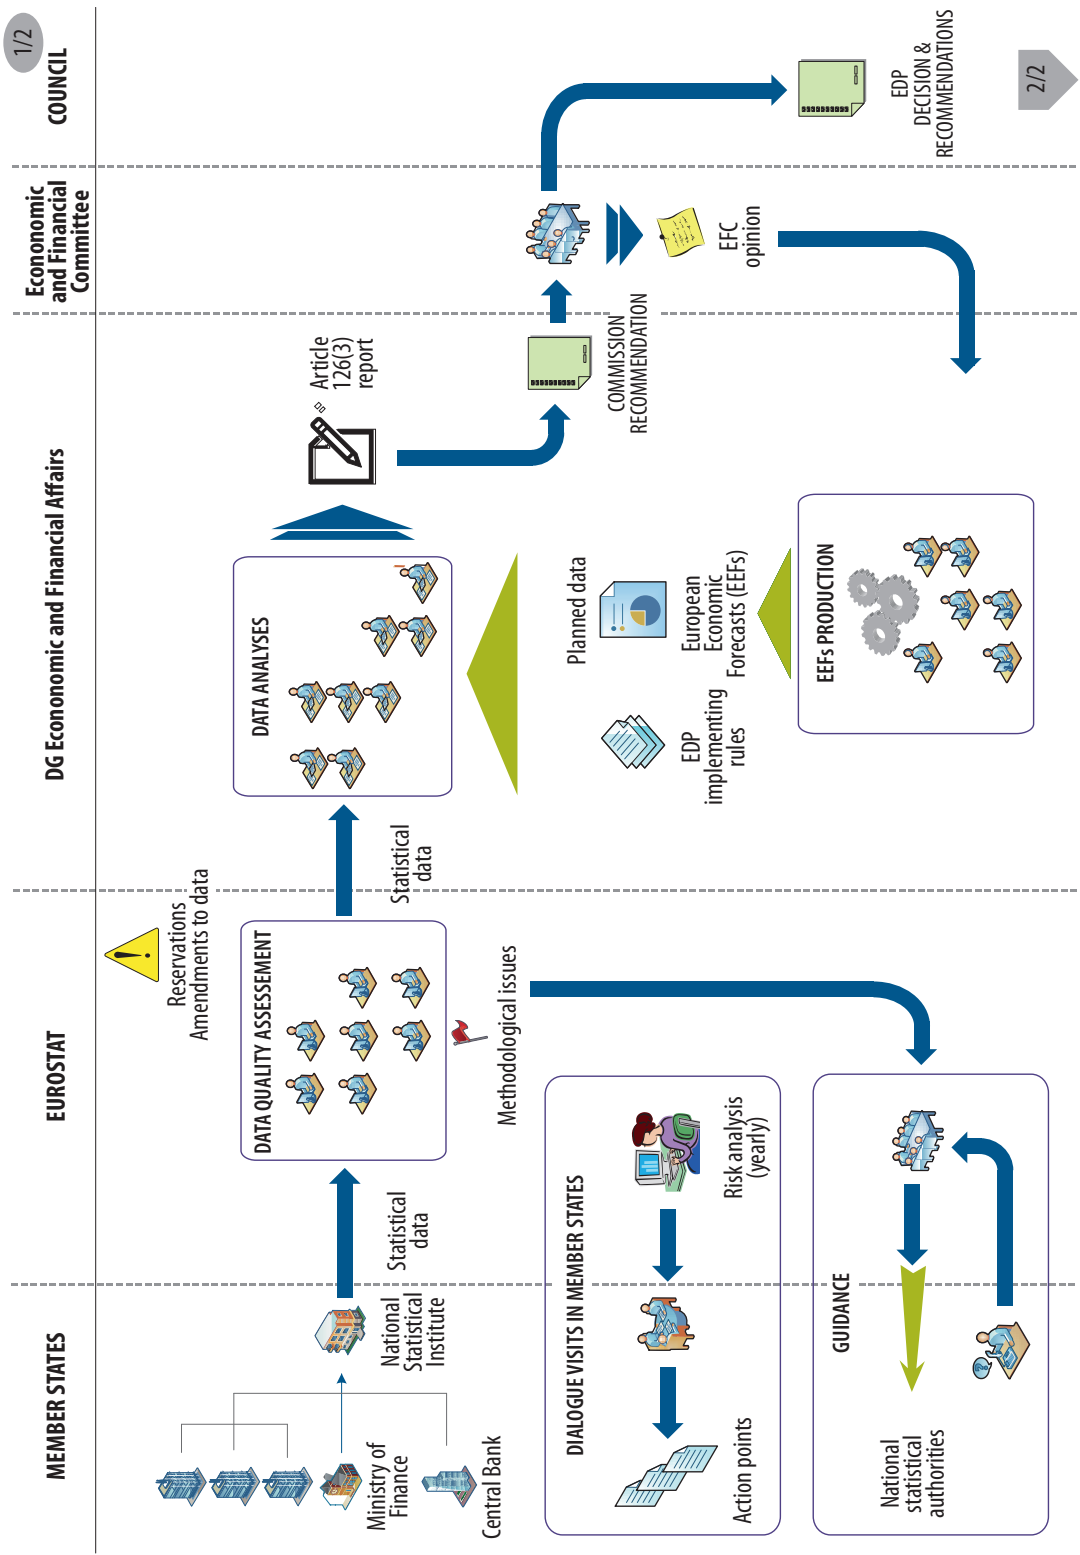 1/2
MEMBER STATES
EUROSTAT
DG Economic and Financial Affairs
Economic
and Financial
Committee
COUNCIL
Ministry of
Finance
Central Bank
National
Statistical
Institute
Statistical
data
Reservations
Amendments to data
DATA QUALITY ASSESSEMENT
Methodological issues
Statistical
data
DATA ANALYSES
Article
126(3)
report
COMMISSION
RECOMMENDATION
EFC
opinion
EDP
DECISION &
RECOMMENDATIONS
EDP
implementing
rules
Planned data
European
Economic
Forecasts (EEFs)
EEFs PRODUCTION
DIALOGUE VISITS IN MEMBER STATES
Action points
Risk analysis
(yearly)
GUIDANCE
National
statistical
authorities
?
2/2